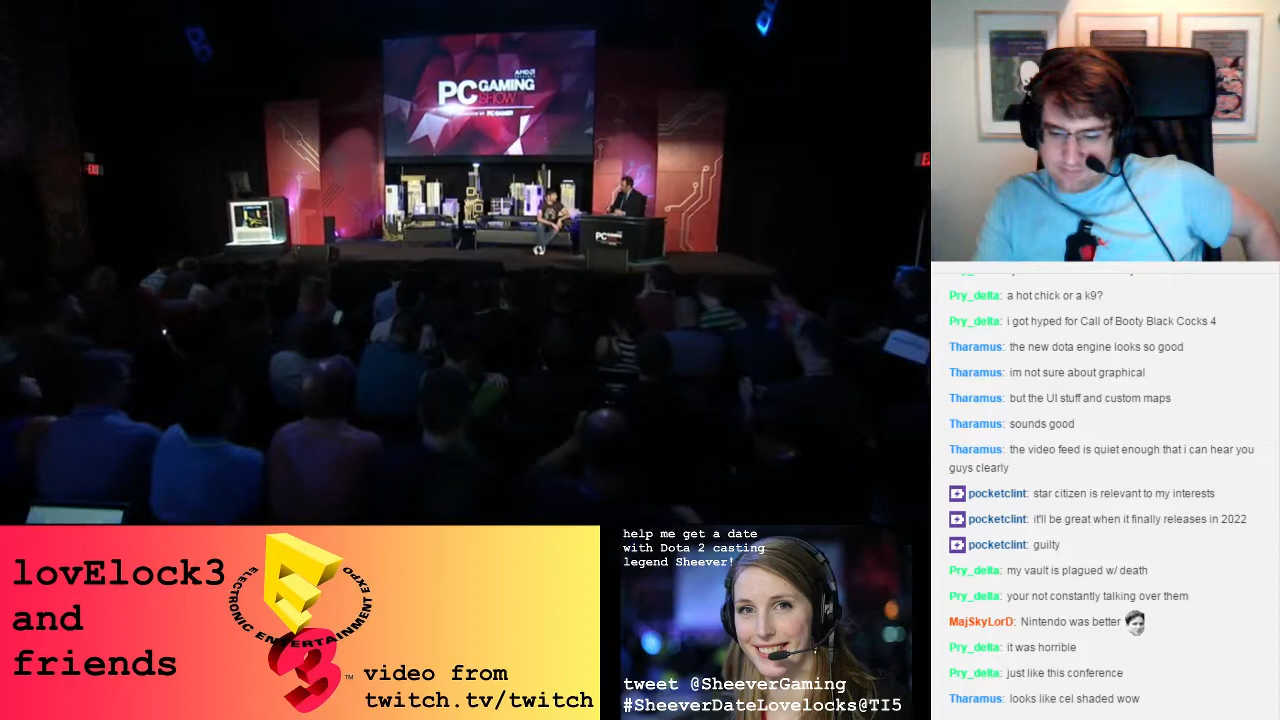 AMD
PC GAMING
SHOW
PC GAMER
PC GAMING
Pry_delta: a hot chick or a k9?
Pry_delta: i got hyped for Call of Booty Black Cocks 4
Tharamus: the new dota engine looks so good
Tharamus: im not sure about graphical
Tharamus: but the UI stuff and custom maps
Tharamus: sounds good
Tharamus: the video feed is quiet enough that i can hear you
guys clearly
pocketclint: star citizen is relevant to my interests
pocketclint: it'll be great when it finally releases in 2022
pocketclint: guilty
Pry_delta: my vault is plagued w/ death
Pry_delta: your not constantly talking over them
MajSkyLorD: Nintendo was better
Pry_delta: it was horrible
Pry_delta: just like this conference
Tharamus: looks like cel shaded wow
lovElock3
and
friends
E3
ELECTRONIC ENTERTAINMENT EXPO
TM
video from
twitch.tv/twitch
help me get a date
with Dota 2 casting
legend Sheever!
tweet @SheeverGaming
#SheeverDateLovelocks@TI5